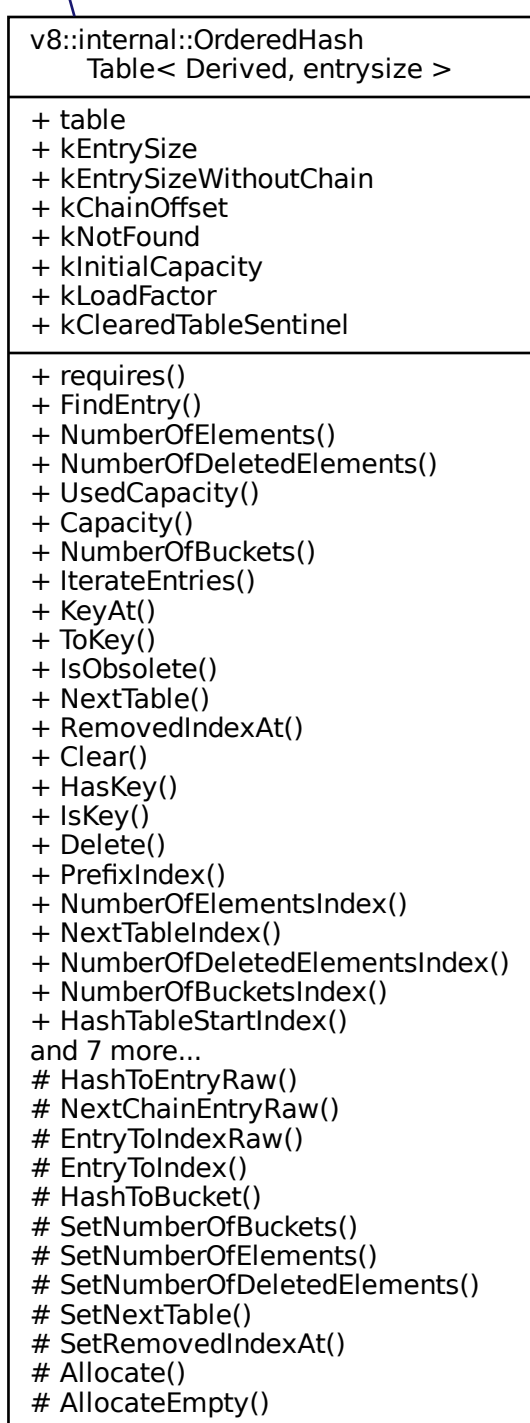 v8::internal::OrderedHash
Table< Derived, entrysize >
+ table
+ kEntrySize
+ kEntrySizeWithoutChain
+ kChainOffset
+ kNotFound
+ kInitialCapacity
+ kLoadFactor
+ kClearedTableSentinel
+ requires()
+ FindEntry()
+ NumberOfElements()
+ NumberOfDeletedElements()
+ UsedCapacity()
+ Capacity()
+ NumberOfBuckets()
+ IterateEntries()
+ KeyAt()
+ ToKey()
+ IsObsolete()
+ NextTable()
+ RemovedIndexAt()
+ Clear()
+ HasKey()
+ IsKey()
+ Delete()
+ PrefixIndex()
+ NumberOfElementsIndex()
+ NextTableIndex()
+ NumberOfDeletedElementsIndex()
+ NumberOfBucketsIndex()
+ HashTableStartIndex()
and 7 more...
# HashToEntryRaw()
# NextChainEntryRaw()
# EntryToIndexRaw()
# EntryToIndex()
# HashToBucket()
# SetNumberOfBuckets()
# SetNumberOfElements()
# SetNumberOfDeletedElements()
# SetNextTable()
# SetRemovedIndexAt()
# Allocate()
# AllocateEmpty()